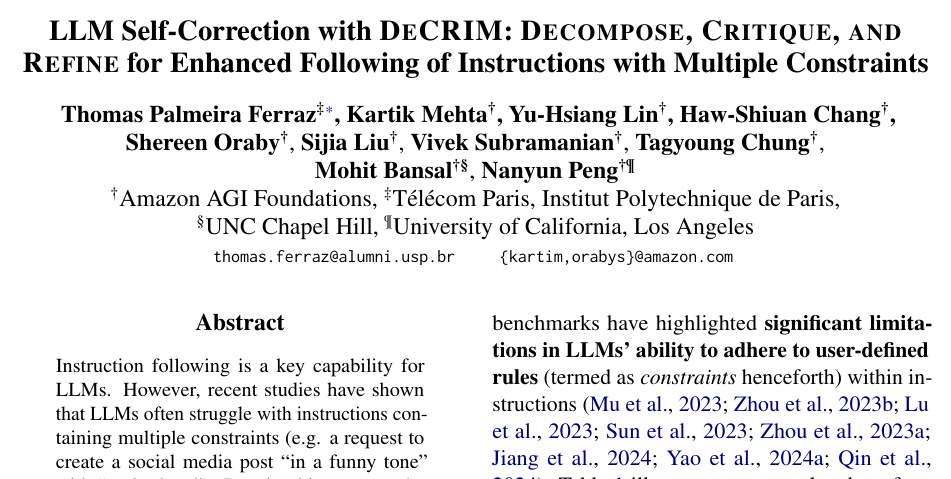 LLM Self-Correction with DECRIM: DECOMPOSE, CRITIQUE, AND
REFINE for Enhanced Following of Instructions with Multiple Constraints
Thomas Palmeira Ferraz‡*, Kartik Mehta†, Yu-Hsiang Lin†, Haw-Shiuan Chang†,
Shereen Oraby†, Sijia Liu†, Vivek Subramanian†, Tagyoung Chung†,
Mohit Bansal†§, Nanyun Peng†¶
†Amazon AGI Foundations, ‡Télécom Paris, Institut Polytechnique de Paris,
§UNC Chapel Hill, ¶University of California, Los Angeles
thomas.ferraz@alumni.usp.br {kartim,orabys}@amazon.com
Abstract
Instruction following is a key capability for
LLMs. However, recent studies have shown
that LLMs often struggle with instructions con-
taining multiple constraints (e.g. a request to
create a social media post “in a funny tone”
benchmarks have highlighted significant limita-
tions in LLMs’ ability to adhere to user-defined
rules (termed as constraints henceforth) within in-
structions (Mu et al., 2023; Zhou et al., 2023b; Lu
et al., 2023; Sun et al., 2023; Zhou et al., 2023a;
Jiang et al., 2024; Yao et al., 2024a; Qin et al.,